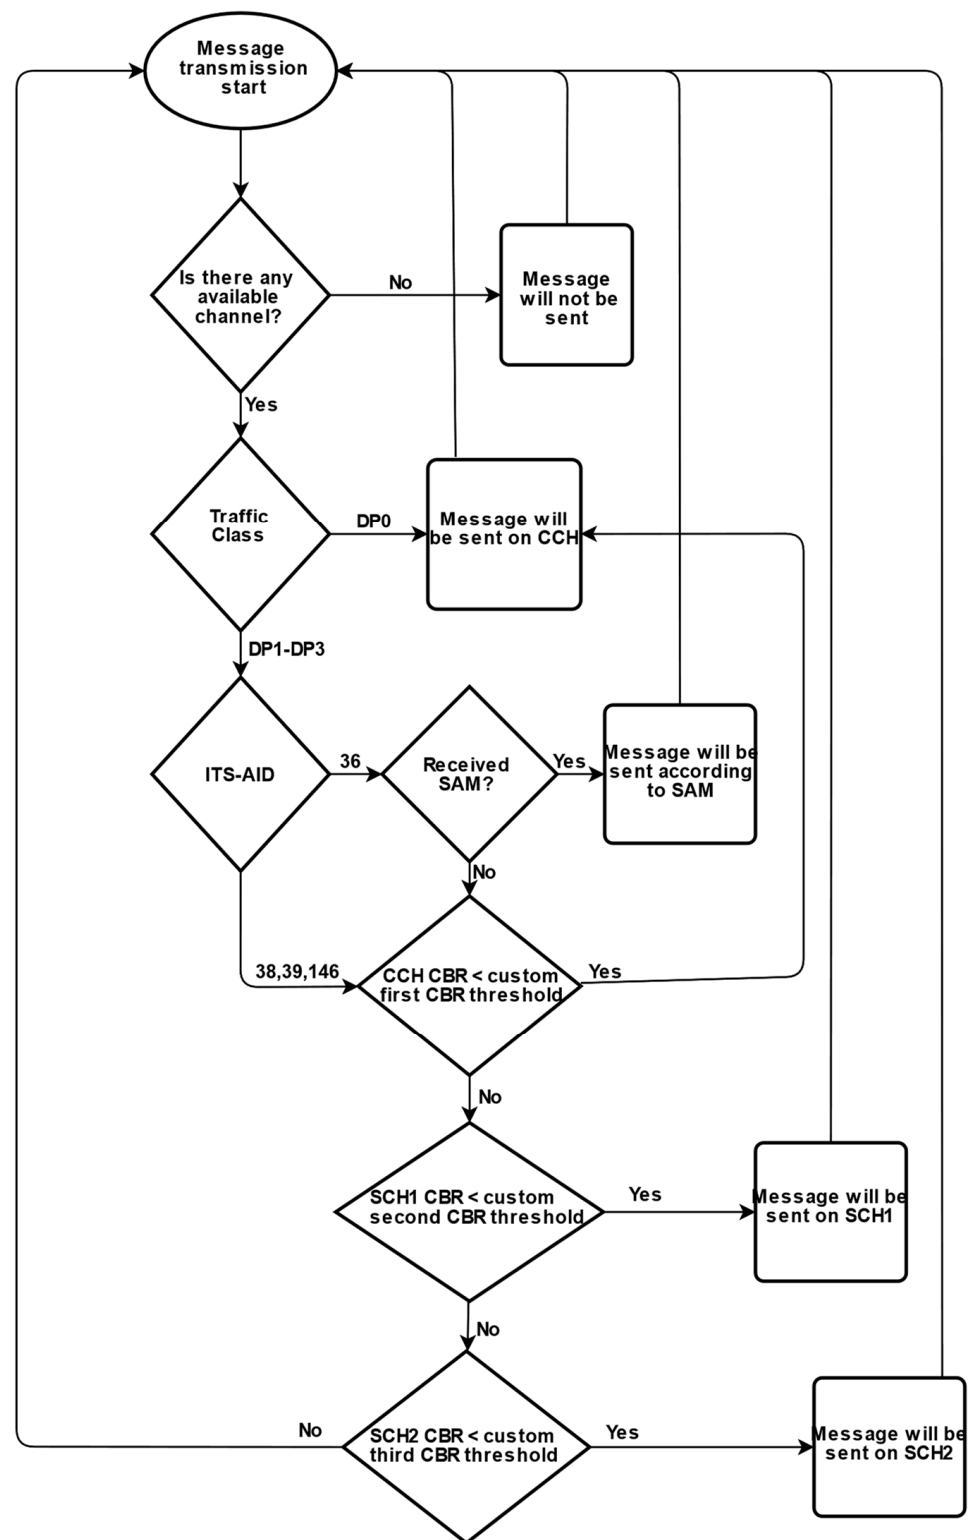 Message
transmission
start
Is there any
available
channel?
No
Message
will not be
sent
Yes
Traffic
Class
DP0
Message will
be sent on CCH
DP1-DP3
ITS-AID
36
Received
SAM?
Yes
Message will be
sent according
to SAM
No
38,39,146
CCH CBR < custom
first CBR threshold
Yes
No
SCH1 CBR < custom
second CBR threshold
Yes
Message will be
sent on SCH1
No
No
SCH2 CBR < custom
third CBR threshold
Yes
Message will be
sent on SCH2